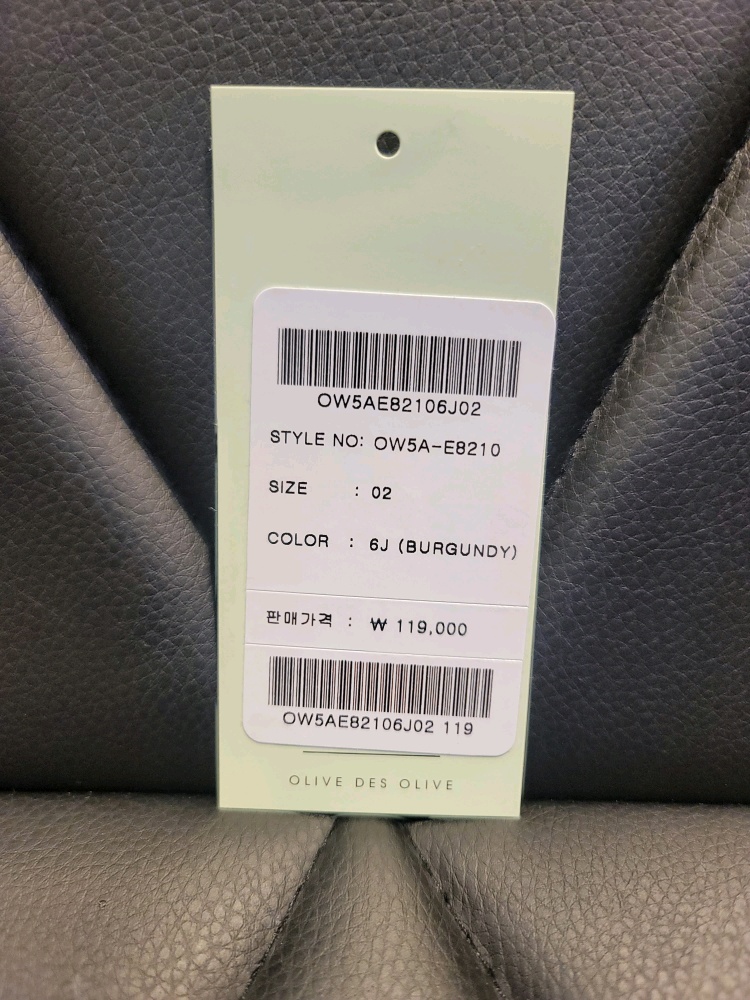 OW5AE82106J02
STYLE NO: OW5A-E8210
SIZE : 02
COLOR : 6J (BURGUNDY)
판매가격 : ₩ 119,000
OW5AE82106J02 119
OLIVE DES OLIVE